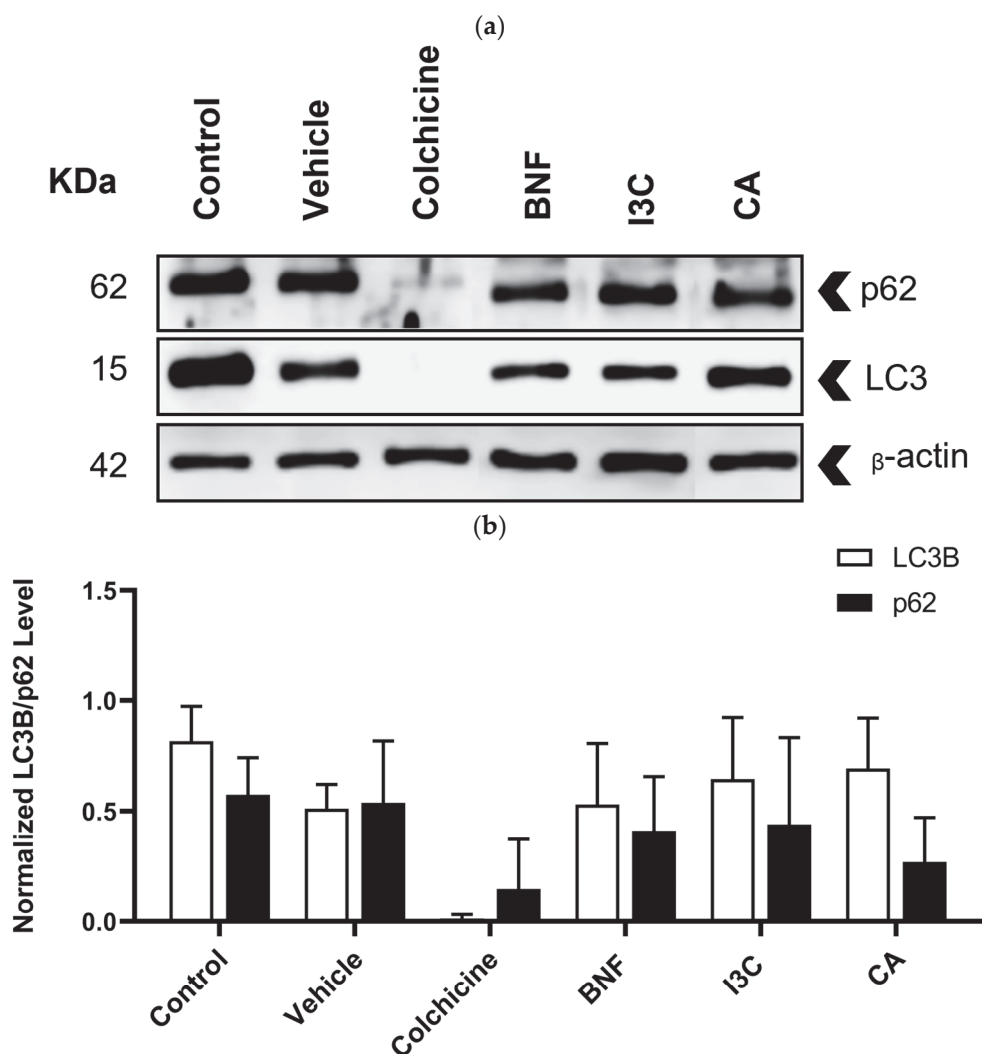 (a)
KDa
Control
Vehicle
Colchicine
BNF
I3C
CA
62
p62
15
LC3
42
β-actin
(b)
LC3B
p62
Normalized LC3B/p62 Level
1.5
1.0
0.5
0.0
Control
Vehicle
Colchicine
BNF
I3C
CA